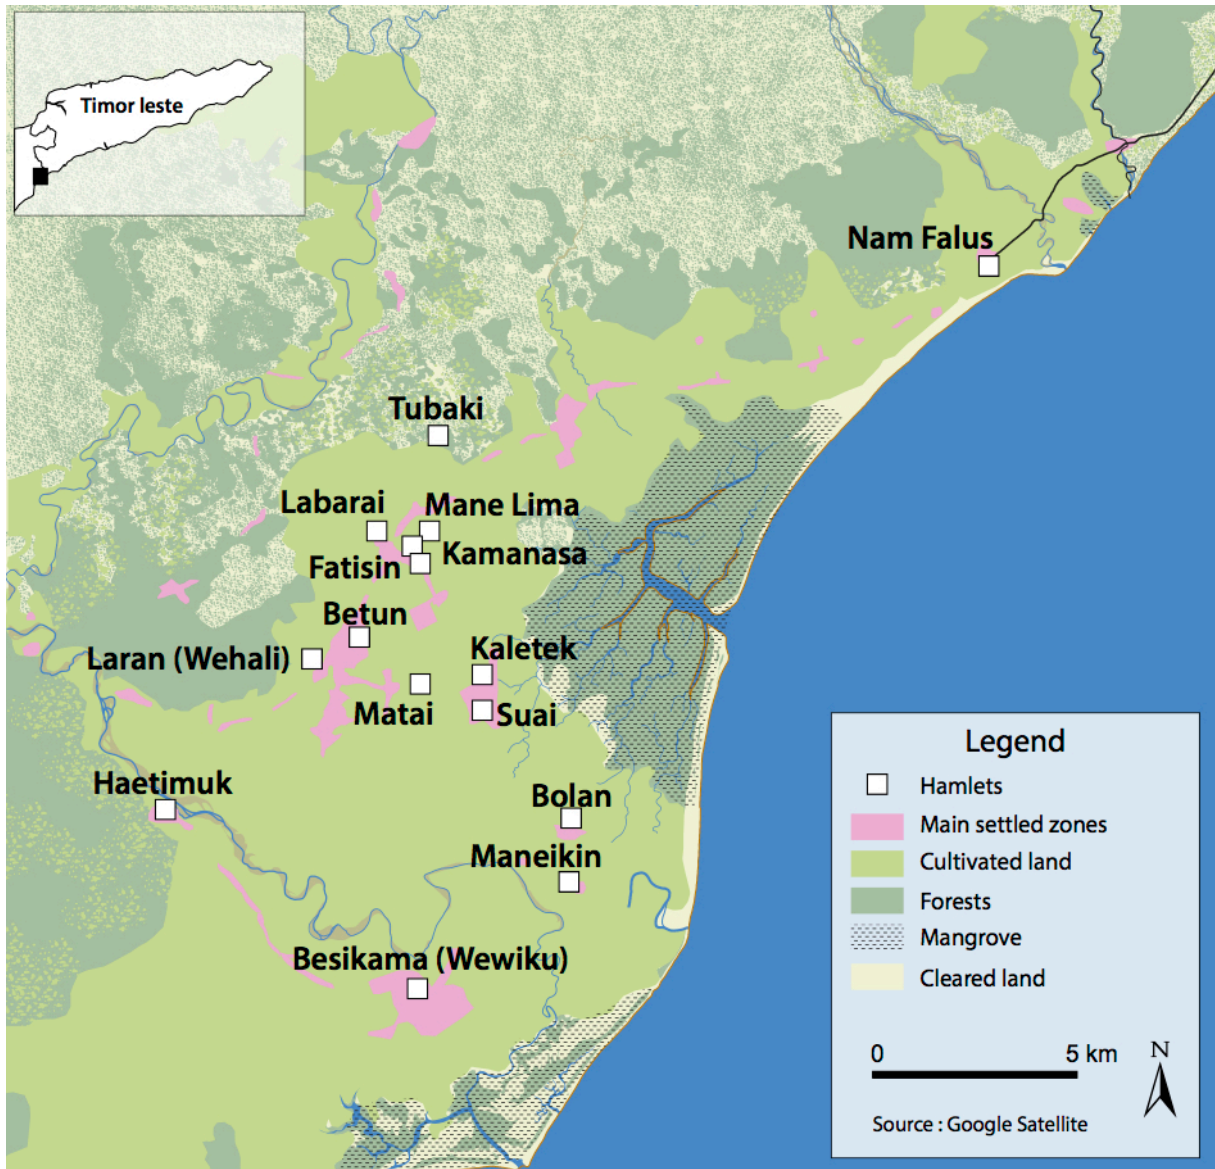 Timor leste
Nam Falus
Tubaki
Labarai
Mane Lima
Kamanasa
Fatisin
Betun
Laran (Wehali)
Kaletek
Matai
Suai
Haetimuk
Bolan
Maneikin
Besikama (Wewiku)
Legend
Hamlets
Main settled zones
Cultivated land
Forests
Mangrove
Cleared land
0 5 km
N
Source : Google Satellite